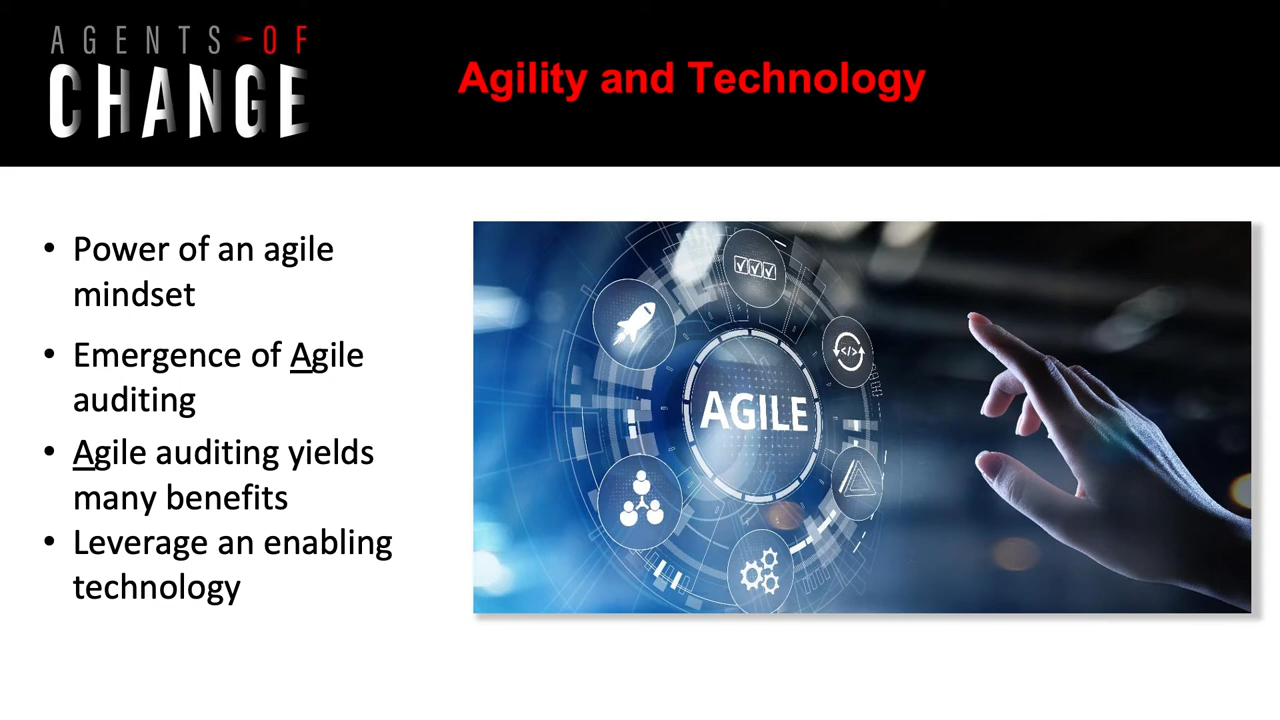 AGENTS OF
CHANGE
Agility and Technology
• Power of an agile
mindset
• Emergence of Agile
auditing
• Agile auditing yields
many benefits
• Leverage an enabling
technology
AGILE